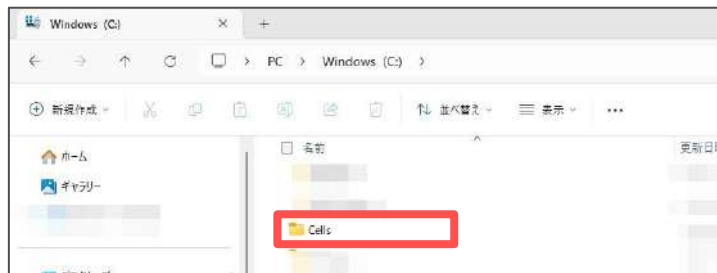 Windows (C:)
PC > Windows (C:) >
新規作成 並べ替え 表示 ...
名前 更新日時
ホーム
ギャラリー
Cells